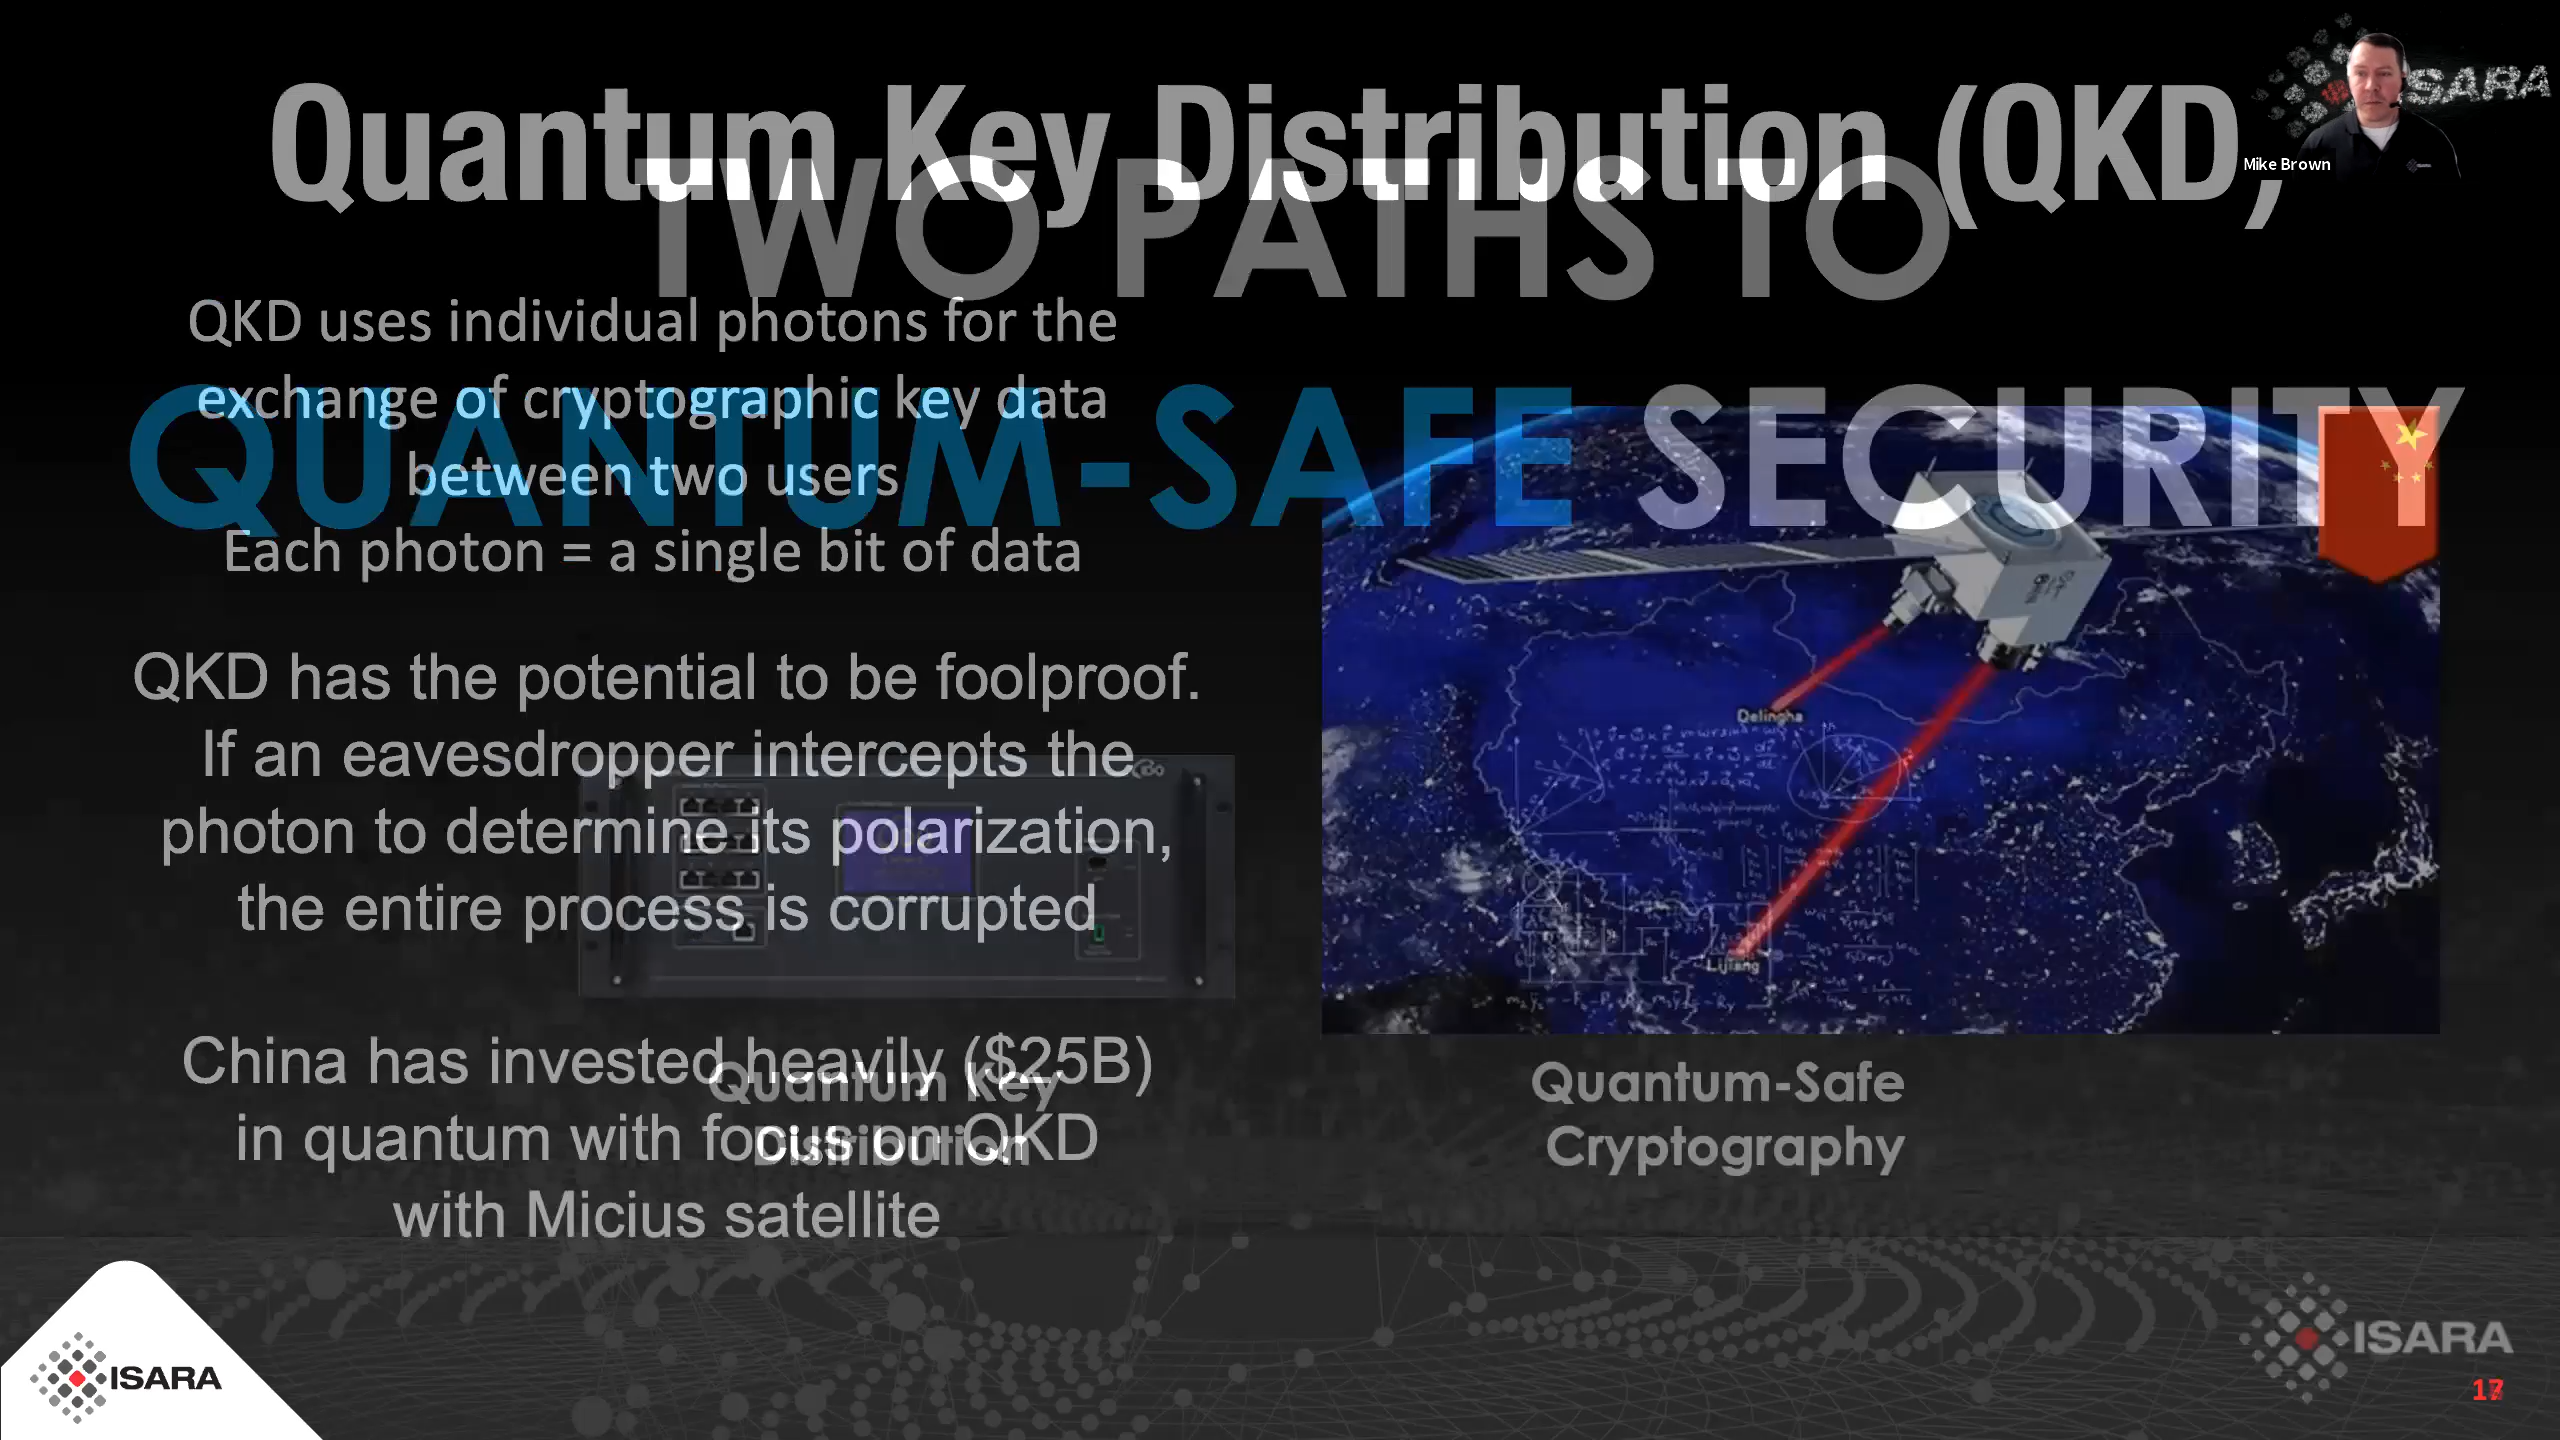 Quantum Key Distribution (QKD)
ISARA
Mike Brown
TWO PATHS TO
QUANTUM-SAFE SECURITY
QKD uses individual photons for the
exchange of cryptographic key data
between two users
Each photon = a single bit of data
QKD has the potential to be foolproof.
If an eavesdropper intercepts the
photon to determine its polarization,
the entire process is corrupted
China has invested heavily ($25B)
in quantum with focus on QKD
with Micius satellite
Delingha
Lijiang
Quantum Key
Distribution
Quantum-Safe
Cryptography
ISARA
ISARA